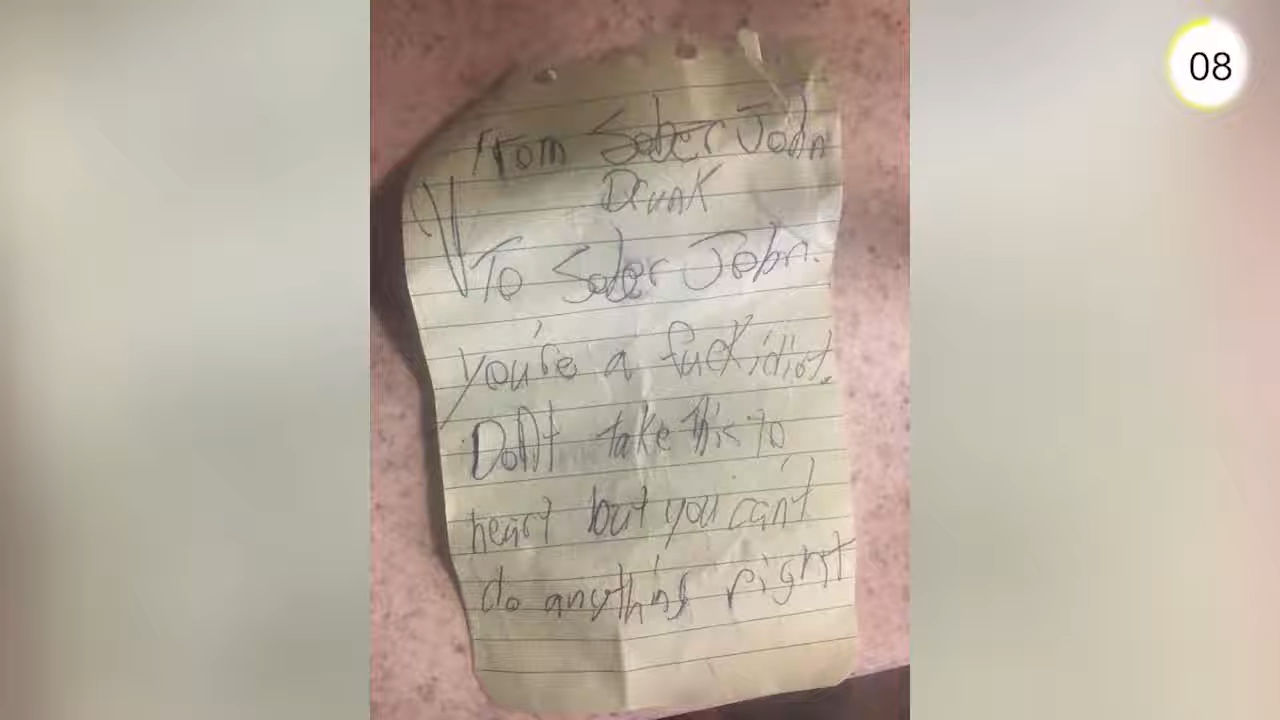 08
From Sober John
Drunk
To Sober John.
you're a fuck idiot.
Don't take this to
heart but you can't
do anything right